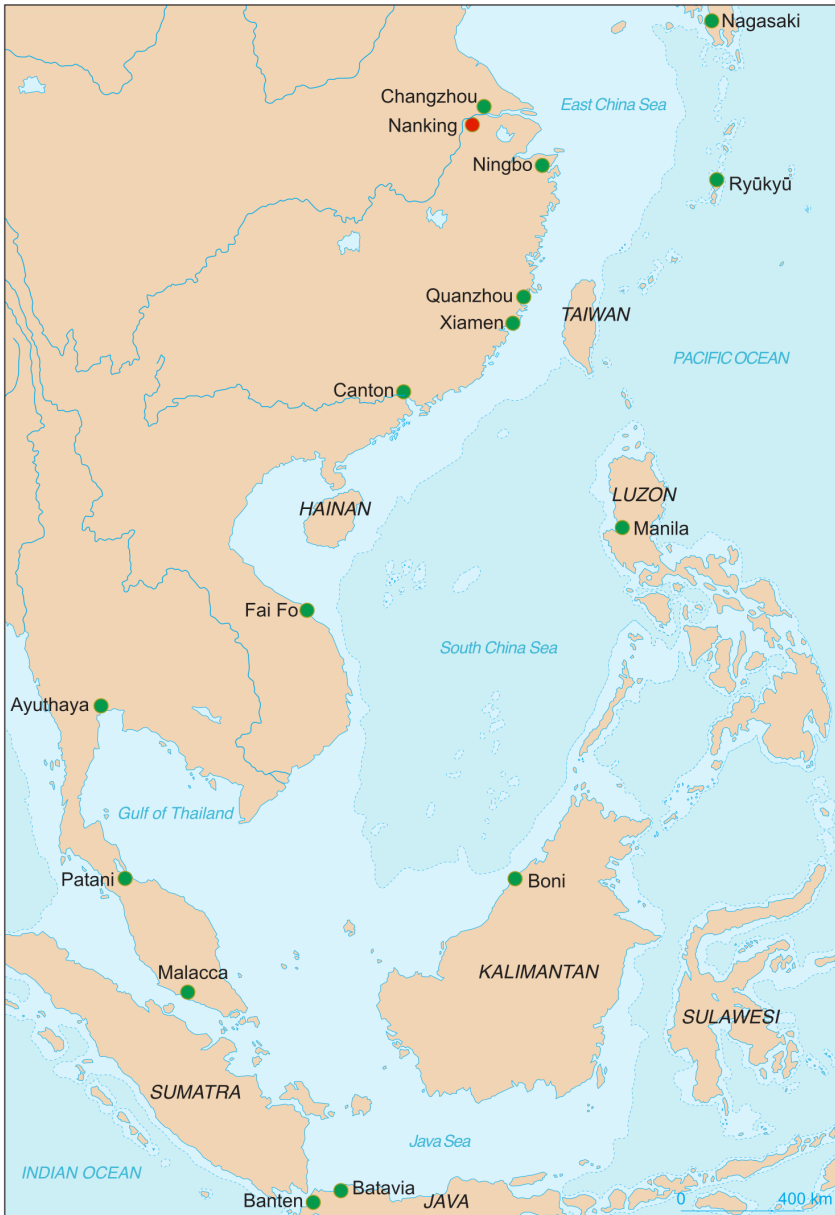 Nagasaki
Changzhou
East China Sea
Nanking
Ningbo
Ryūkyū
Quanzhou
TAIWAN
Xiamen
PACIFIC OCEAN
Canton
LUZON
HAINAN
Manila
Fai Fo
South China Sea
Ayuthaya
Gulf of Thailand
Patani
Boni
Malacca
KALIMANTAN
SULAWESI
SUMATRA
Java Sea
INDIAN OCEAN
Batavia
Banten
JAVA
0 400 km